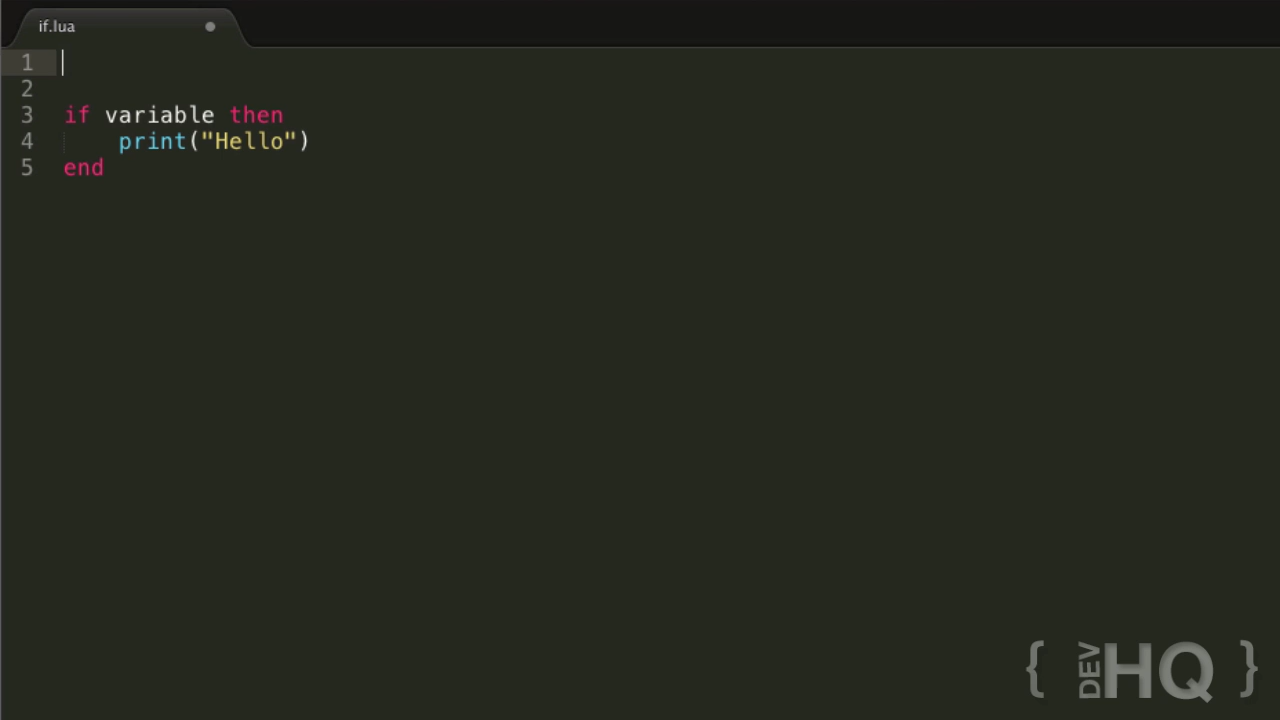 if.lua
1
2
3 if variable then
4     print("Hello")
5 end
{ DEV HQ }